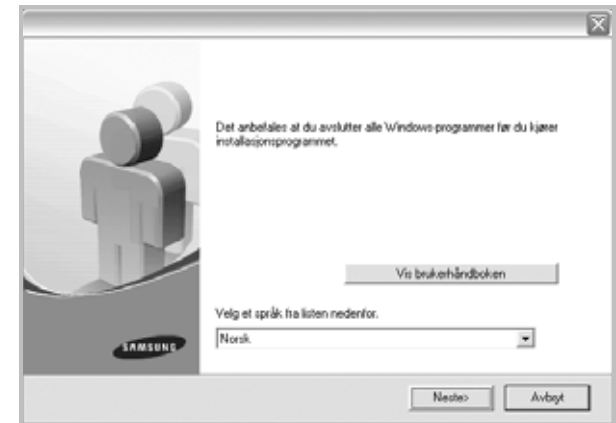 Det anbefales at du avslutter alle Windows-programmer før du kjører
installasjonsprogrammet.
Vis brukerhåndboken
Velg et språk fra listen nedenfor.
Norsk
SAMSUNG
Neste>
Avbryt